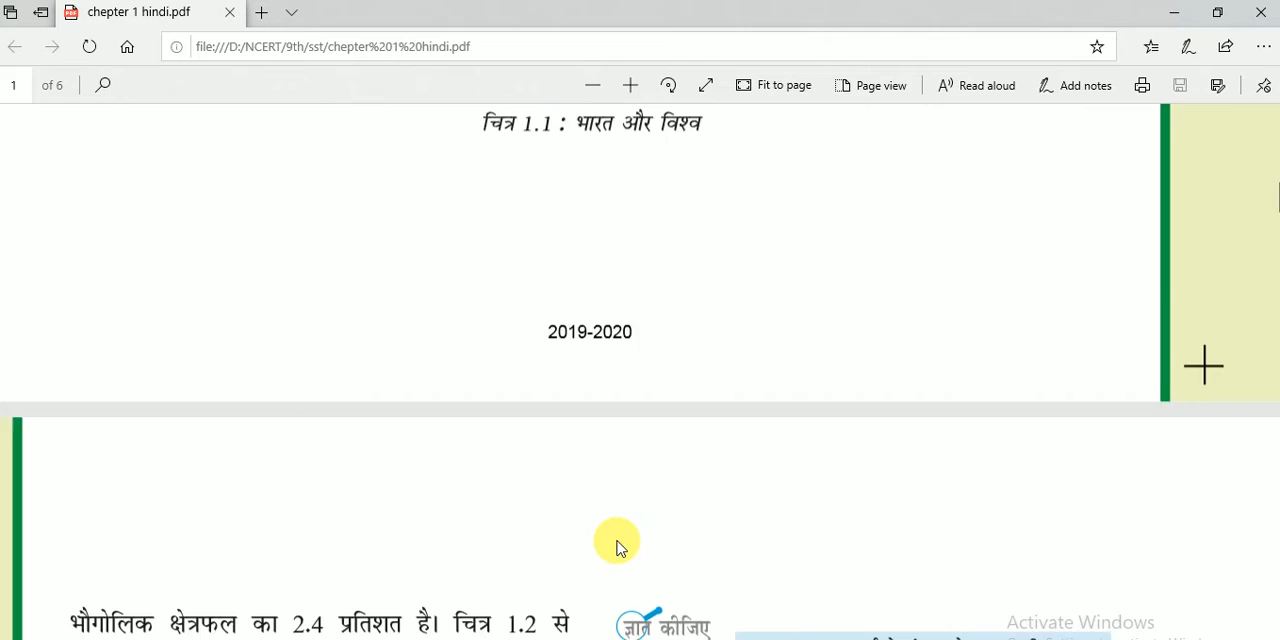 chepter 1 hindi.pdf
file:///D:/NCERT/9th/sst/chepter%201%20hindi.pdf
1 of 6 Fit to page Page view Read aloud Add notes
चित्र 1.1 : भारत और विश्व
2019-2020
भौगोलिक क्षेत्रफल का 2.4 प्रतिशत है। चित्र 1.2 से
ज्ञात कीजिए
Activate Windows